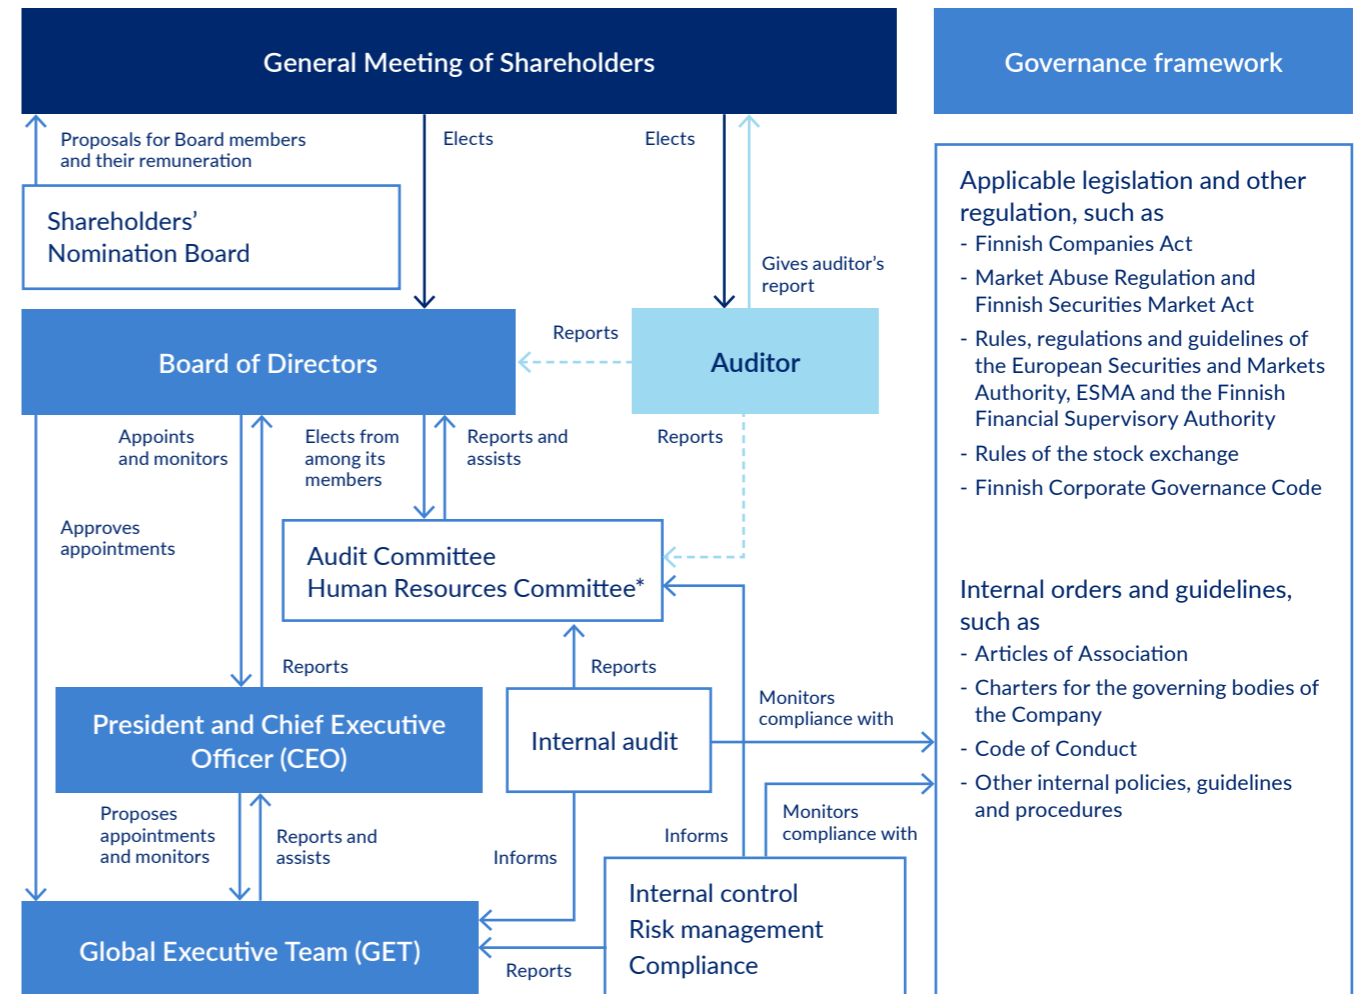 General Meeting of Shareholders
Governance framework
Proposals for Board members
and their remuneration
Elects
Elects
Shareholders’
Nomination Board
Gives auditor’s
report
Board of Directors
Reports
Auditor
Appoints
and monitors
Elects from
among its
members
Reports and
assists
Reports
Approves
appointments
Audit Committee
Human Resources Committee*
Reports
Reports
President and Chief Executive
Officer (CEO)
Internal audit
Monitors
compliance with
Proposes
appointments
and monitors
Reports and
assists
Informs
Informs
Monitors
compliance with
Global Executive Team (GET)
Reports
Internal control
Risk management
Compliance
Applicable legislation and other
regulation, such as
- Finnish Companies Act
- Market Abuse Regulation and
Finnish Securities Market Act
- Rules, regulations and guidelines of
the European Securities and Markets
Authority, ESMA and the Finnish
Financial Supervisory Authority
- Rules of the stock exchange
- Finnish Corporate Governance Code
Internal orders and guidelines,
such as
- Articles of Association
- Charters for the governing bodies of
the Company
- Code of Conduct
- Other internal policies, guidelines
and procedures